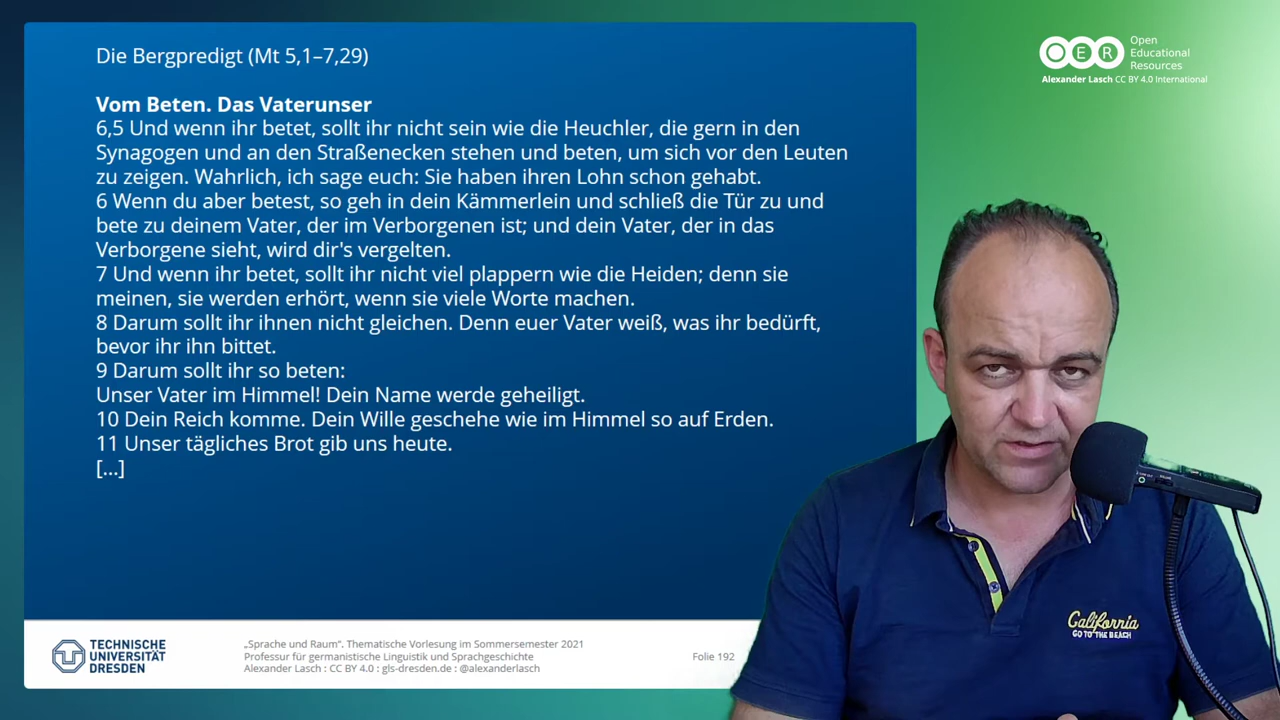 Die Bergpredigt (Mt 5,1–7,29)
Vom Beten. Das Vaterunser
6,5 Und wenn ihr betet, sollt ihr nicht sein wie die Heuchler, die gern in den
Synagogen und an den Straßenecken stehen und beten, um sich vor den Leuten
zu zeigen. Wahrlich, ich sage euch: Sie haben ihren Lohn schon gehabt.
6 Wenn du aber betest, so geh in dein Kämmerlein und schließ die Tür zu und
bete zu deinem Vater, der im Verborgenen ist; und dein Vater, der in das
Verborgene sieht, wird dir's vergelten.
7 Und wenn ihr betet, sollt ihr nicht viel plappern wie die Heiden; denn sie
meinen, sie werden erhört, wenn sie viele Worte machen.
8 Darum sollt ihr ihnen nicht gleichen. Denn euer Vater weiß, was ihr bedürft,
bevor ihr ihn bittet.
9 Darum sollt ihr so beten:
Unser Vater im Himmel! Dein Name werde geheiligt.
10 Dein Reich komme. Dein Wille geschehe wie im Himmel so auf Erden.
11 Unser tägliches Brot gib uns heute.
[...]
TECHNISCHE
UNIVERSITÄT
DRESDEN
„Sprache und Raum“. Thematische Vorlesung im Sommersemester 2021
Professur für germanistische Linguistik und Sprachgeschichte
Alexander Lasch : CC BY 4.0 : gls-dresden.de : @alexanderlasch
Folie 192
OER
Open
Educational
Resources
Alexander Lasch CC BY 4.0 International
California
GO TO THE BEACH